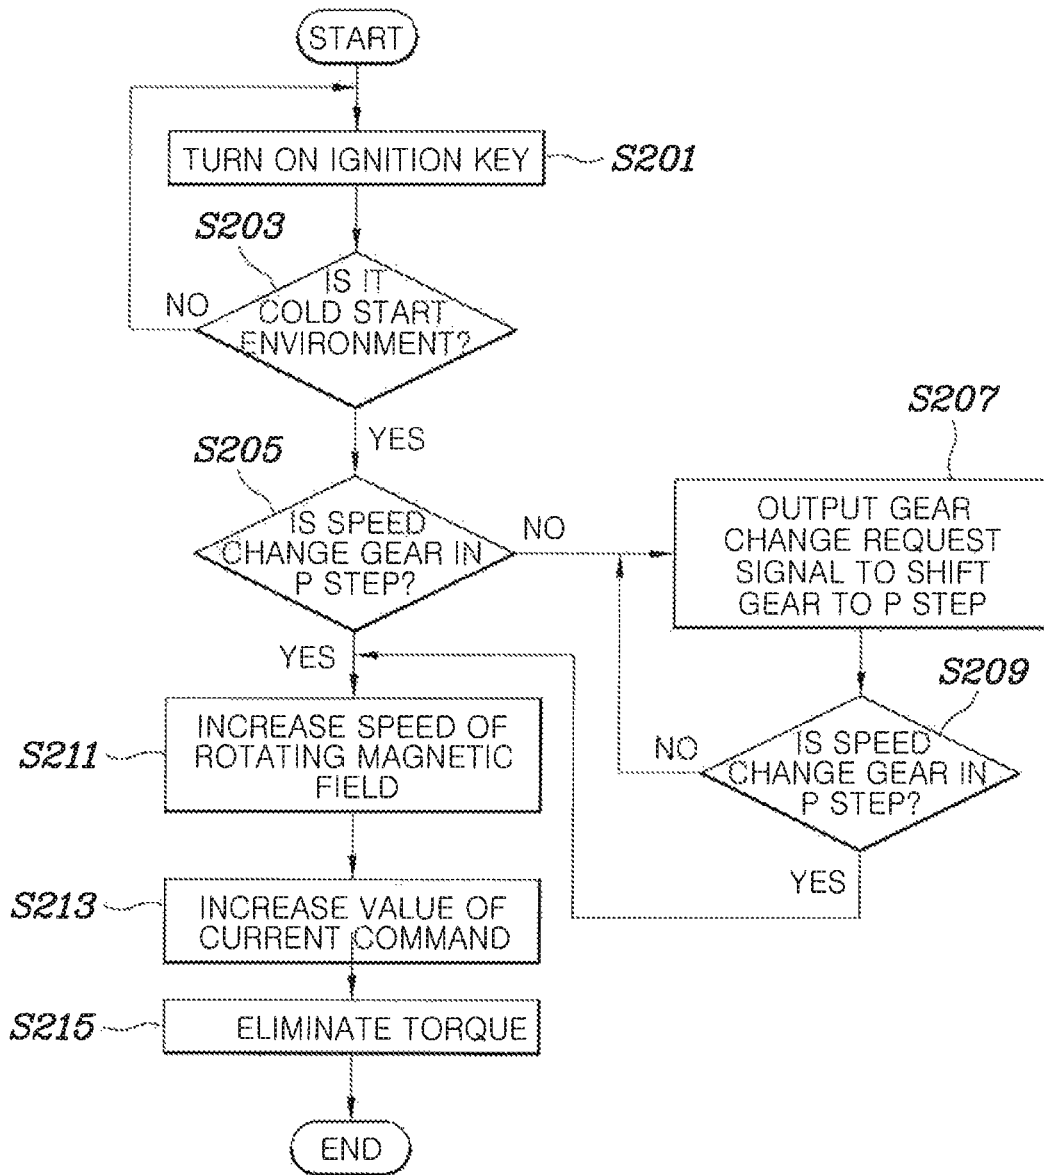 START
TURN ON IGNITION KEY
S201
S203
IS IT
COLD START
ENVIRONMENT?
NO
YES
S205
IS SPEED
CHANGE GEAR IN
P STEP?
NO
S207
OUTPUT GEAR
CHANGE REQUEST
SIGNAL TO SHIFT
GEAR TO P STEP
YES
S209
IS SPEED
CHANGE GEAR IN
P STEP?
NO
YES
S211
INCREASE SPEED OF
ROTATING MAGNETIC
FIELD
S213
INCREASE VALUE OF
CURRENT COMMAND
S215
ELIMINATE TORQUE
END